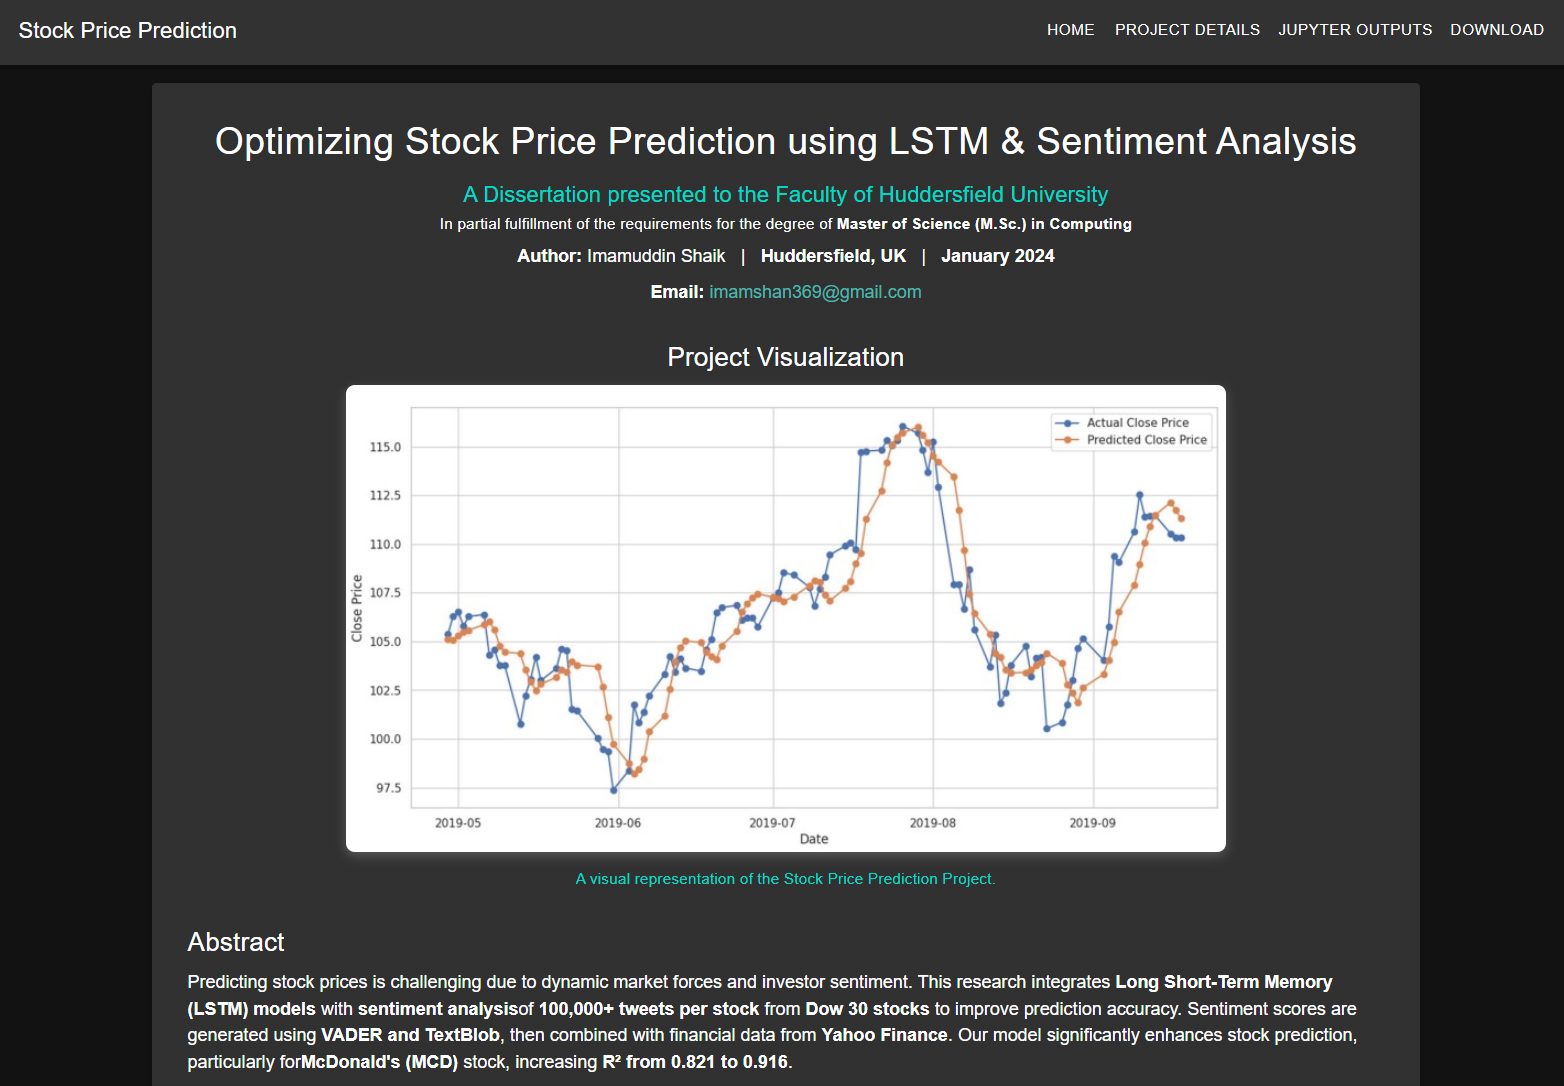 Stock Price Prediction
HOME PROJECT DETAILS JUPYTER OUTPUTS DOWNLOAD
Optimizing Stock Price Prediction using LSTM & Sentiment Analysis
A Dissertation presented to the Faculty of Huddersfield University
In partial fulfillment of the requirements for the degree of Master of Science (M.Sc.) in Computing
Author: Imamuddin Shaik | Huddersfield, UK | January 2024
Email: imamshan369@gmail.com
Project Visualization
Actual Close Price
Predicted Close Price
115.0
112.5
110.0
107.5
105.0
102.5
100.0
97.5
Close Price
2019-05 2019-06 2019-07 2019-08 2019-09
Date
A visual representation of the Stock Price Prediction Project.
Abstract
Predicting stock prices is challenging due to dynamic market forces and investor sentiment. This research integrates Long Short-Term Memory
(LSTM) models with sentiment analysisof 100,000+ tweets per stock from Dow 30 stocks to improve prediction accuracy. Sentiment scores are
generated using VADER and TextBlob, then combined with financial data from Yahoo Finance. Our model significantly enhances stock prediction,
particularly forMcDonald's (MCD) stock, increasing R² from 0.821 to 0.916.